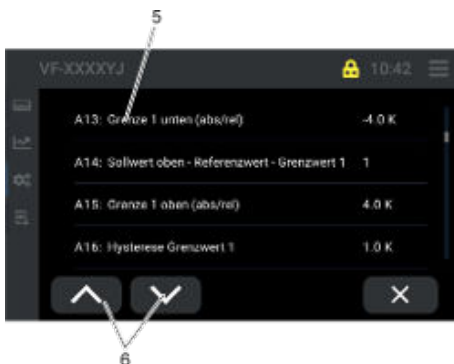 5
VF-XXXXYJ 10:42
A13: Grenze 1 unten (abs/rel) -4.0 K
A14: Sollwert oben - Referenzwert - Grenzwert 1 1
A15: Grenze 1 oben (abs/rel) 4.0 K
A16: Hysterese Grenzwert 1 1.0 K
6